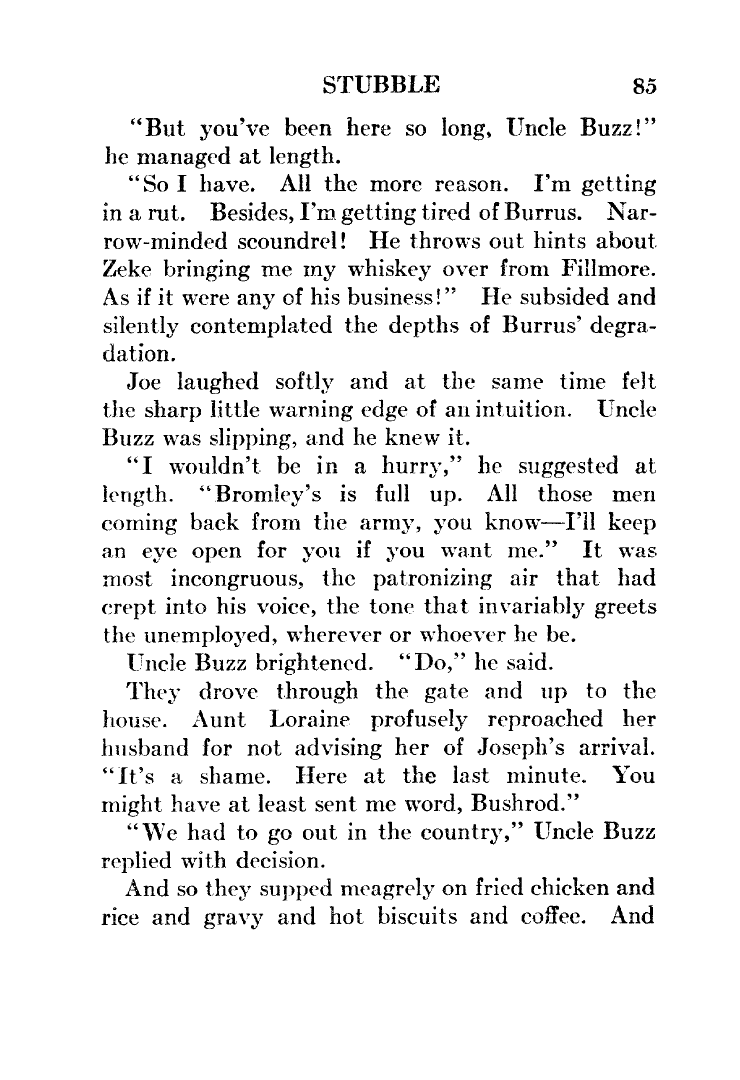 STUBBLE 85
“But you’ve been here so long, Uncle Buzz!”
he managed at length.
“So I have. All the more reason. I’m getting
in a rut. Besides, I’m getting tired of Burrus. Nar-
row-minded scoundrel! He throws out hints about
Zeke bringing me my whiskey over from Fillmore.
As if it were any of his business!” He subsided and
silently contemplated the depths of Burrus’ degra-
dation.
Joe laughed softly and at the same time felt
the sharp little warning edge of an intuition. Uncle
Buzz was slipping, and he knew it.
“I wouldn’t be in a hurry,” he suggested at
length. “Bromley’s is full up. All those men
coming back from the army, you know—I’ll keep
an eye open for you if you want me.” It was
most incongruous, the patronizing air that had
crept into his voice, the tone that invariably greets
the unemployed, wherever or whoever he be.
Uncle Buzz brightened. “Do,” he said.
They drove through the gate and up to the
house. Aunt Loraine profusely reproached her
husband for not advising her of Joseph’s arrival.
“It’s a shame. Here at the last minute. You
might have at least sent me word, Bushrod.”
“We had to go out in the country,” Uncle Buzz
replied with decision.
And so they supped meagrely on fried chicken and
rice and gravy and hot biscuits and coffee. And